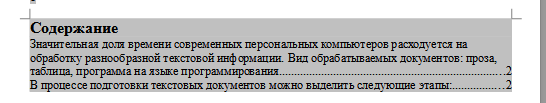 Содержание
Значительная доля времени современных персональных компьютеров расходуется на
обработку разнообразной текстовой информации. Вид обрабатываемых документов: проза,
таблица, программа на языке программирования....................................................................2
В процессе подготовки текстовых документов можно выделить следующие этапы:................2